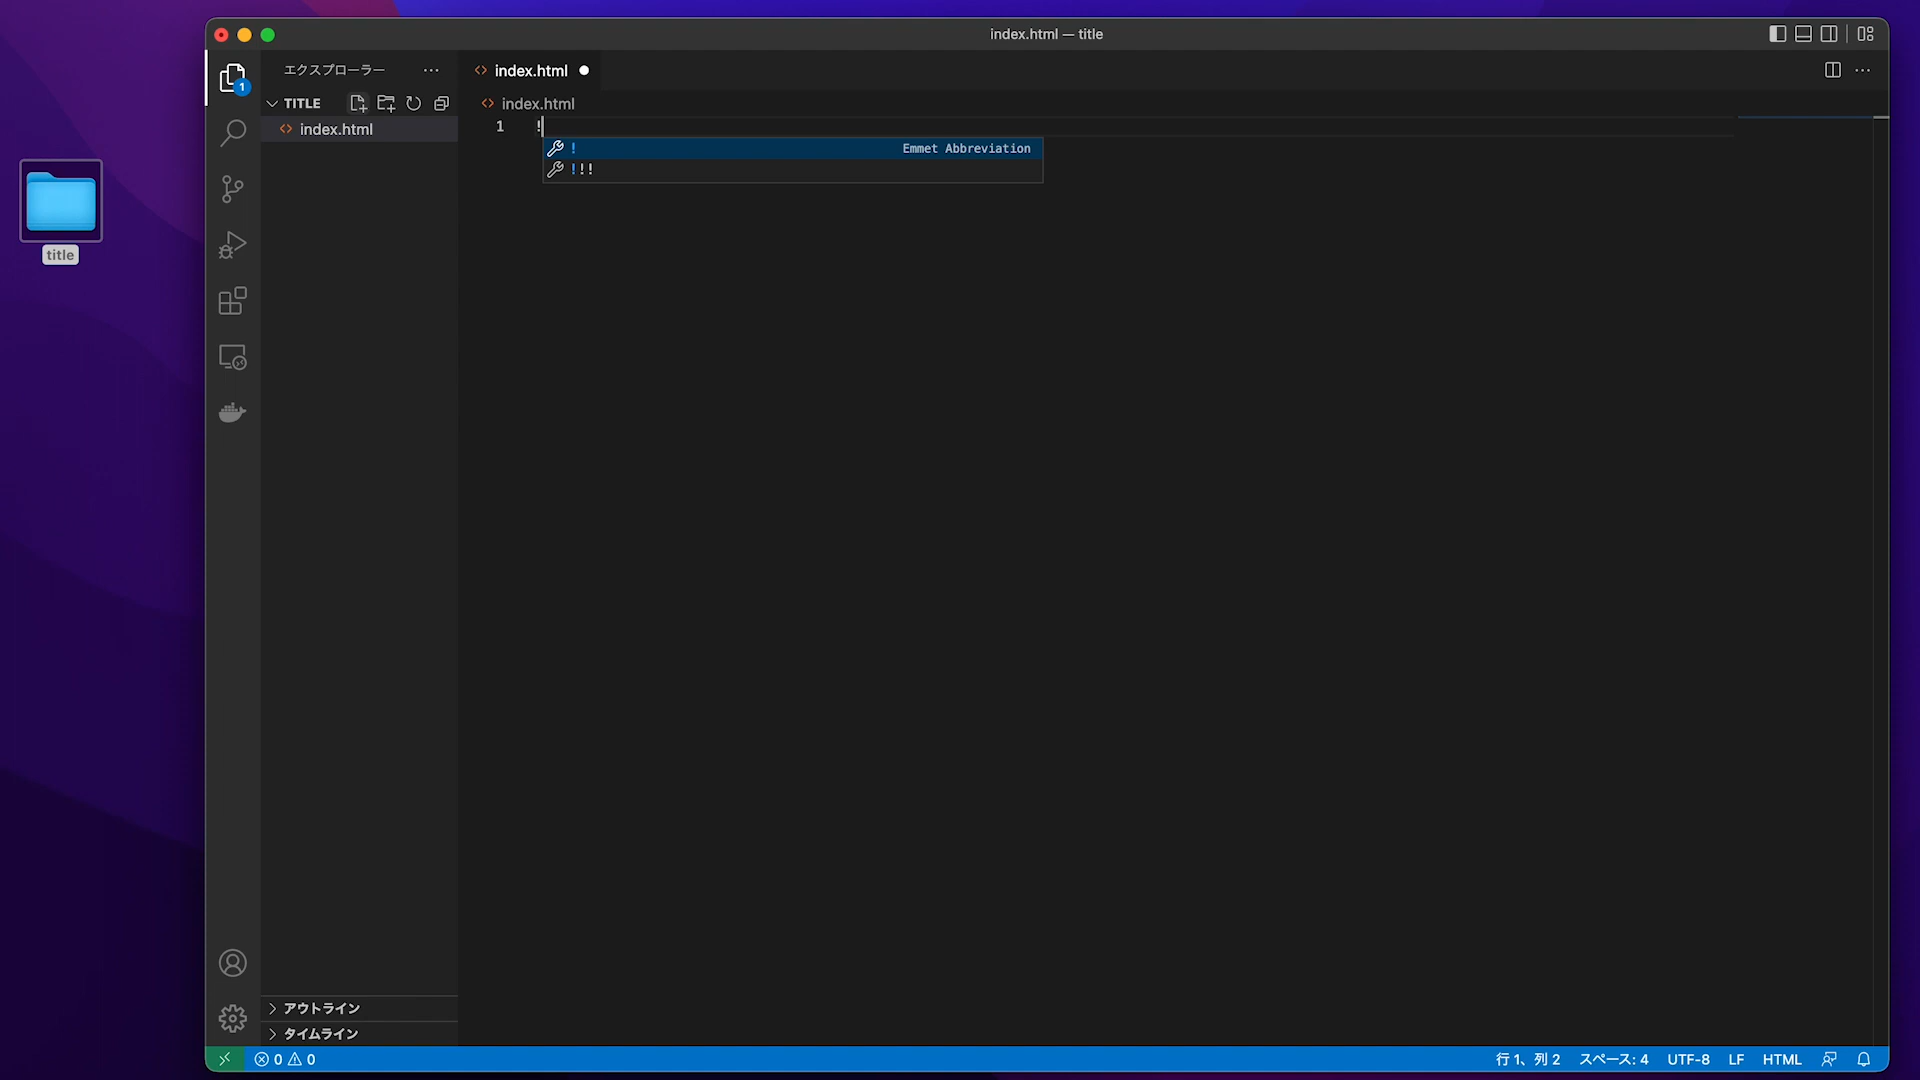 index.html — title
エクスプローラー
index.html
TITLE
index.html
index.html
1
1 !
! Emmet Abbreviation
!!!
title
アウトライン
タイムライン
0 0
行 1、列 2 スペース: 4 UTF-8 LF HTML